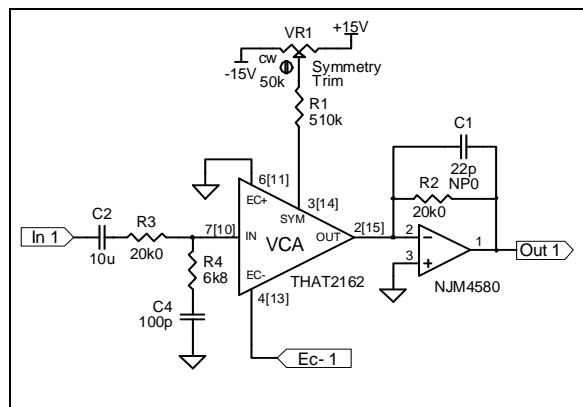 VR1
+15V
-15V
cw
50k
Symmetry
Trim
R1
510k
C1
22p
NP0
R2
20k0
6[11]
EC+
3[14]
SYM
In 1
C2
10u
R3
20k0
7[10]
IN
VCA
OUT
2[15]
2
3
1
Out 1
NJM4580
R4
6k8
EC-
THAT2162
4[13]
C4
100p
Ec- 1